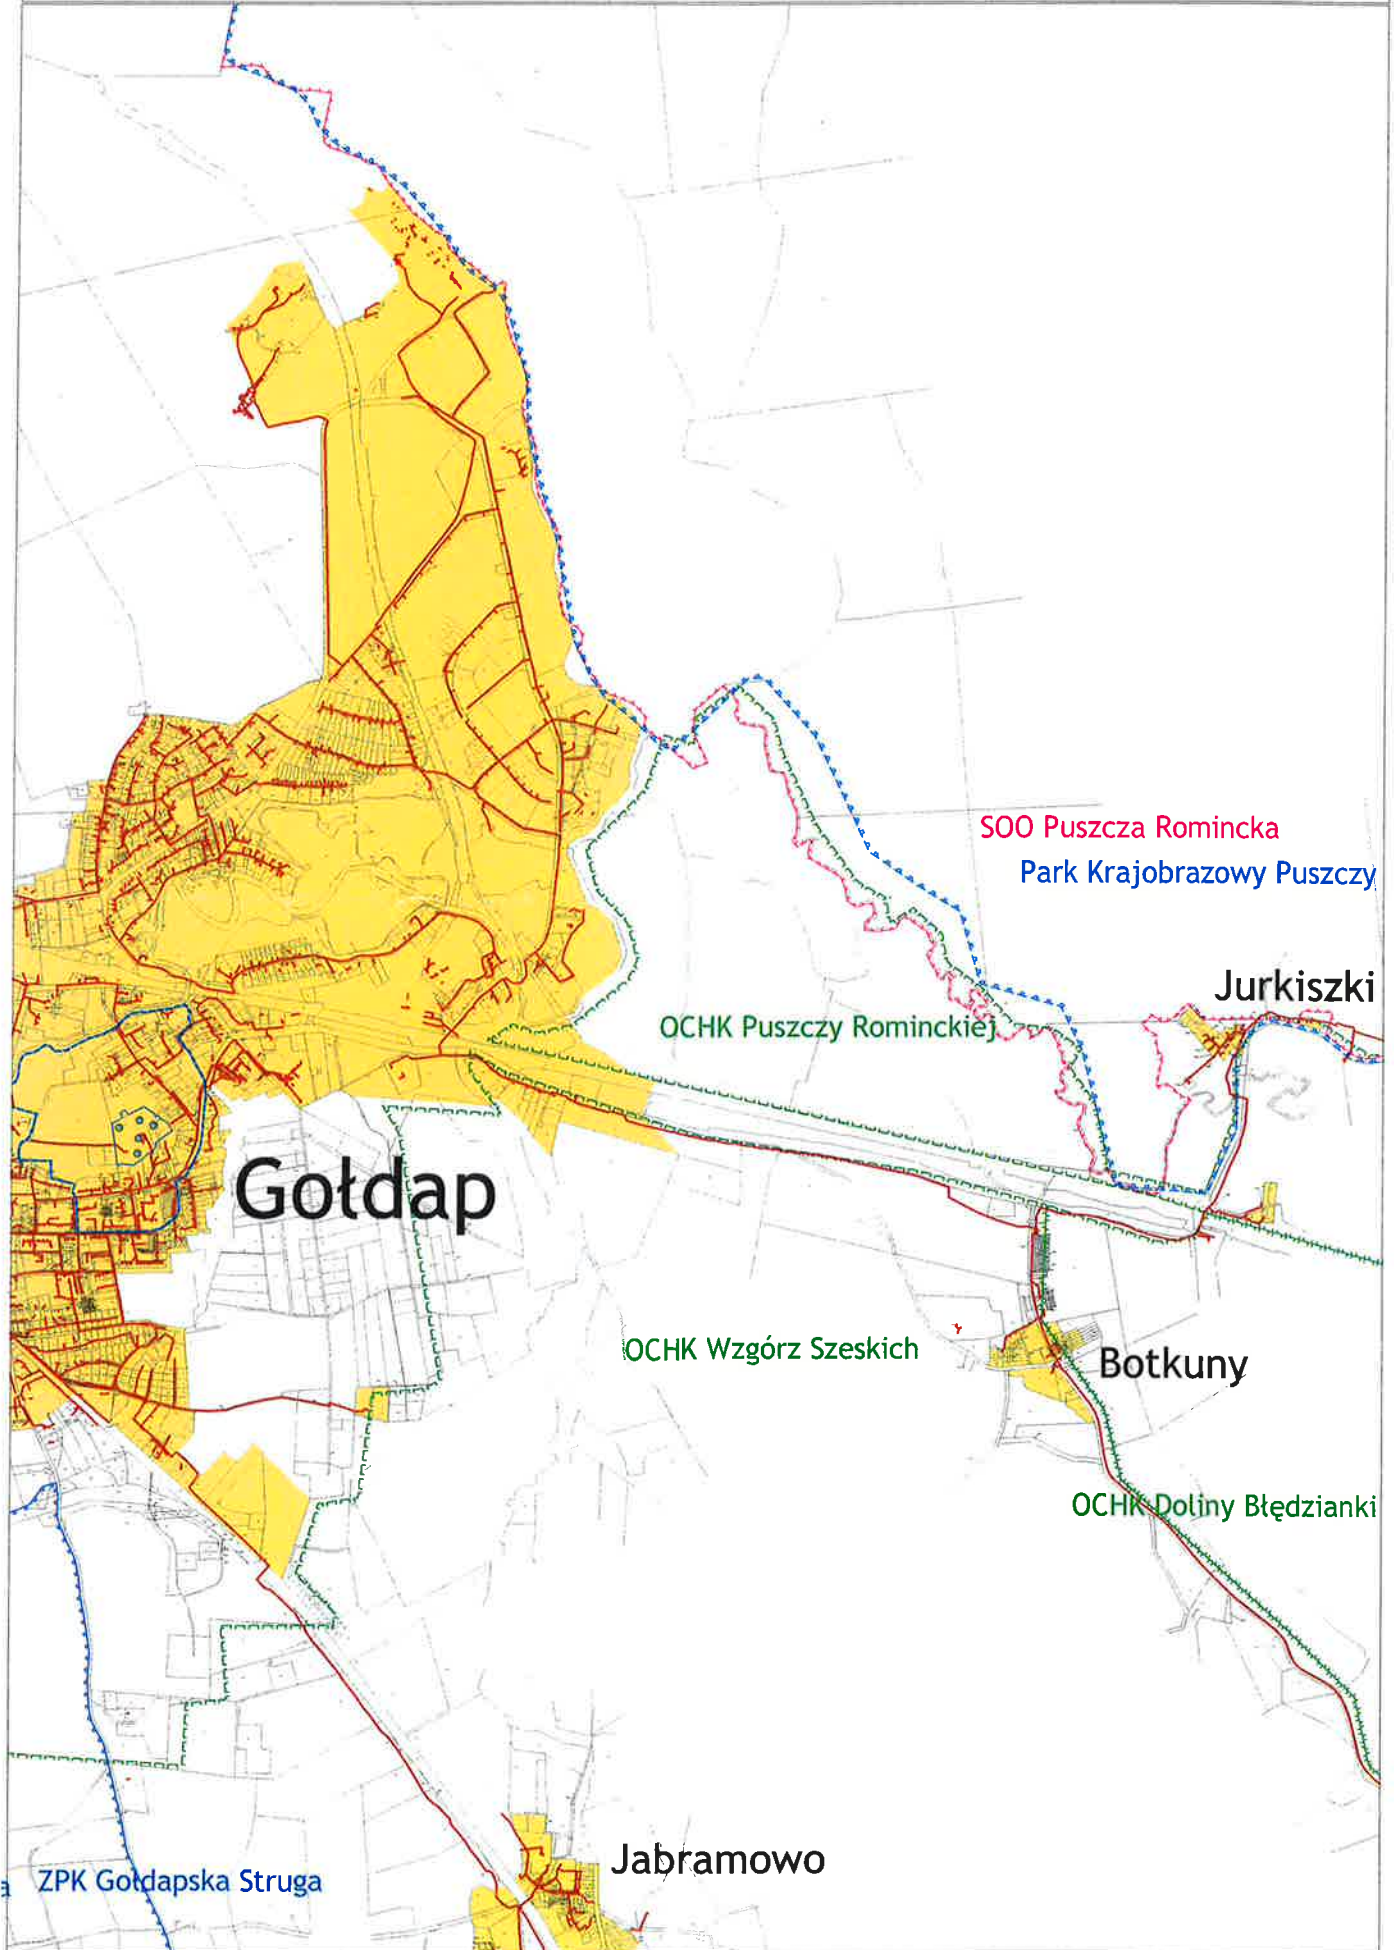 SOO Puszcza Romincka
Park Krajobrazowy Puszczy
Jurkiszki
OCHK Puszczy Rominckiej
Gołdap
OCHK Wzgórz Szeskich
Botkuny
OCHK Doliny Błędzianki
Jabramowo
a ZPK Gołdapska Struga